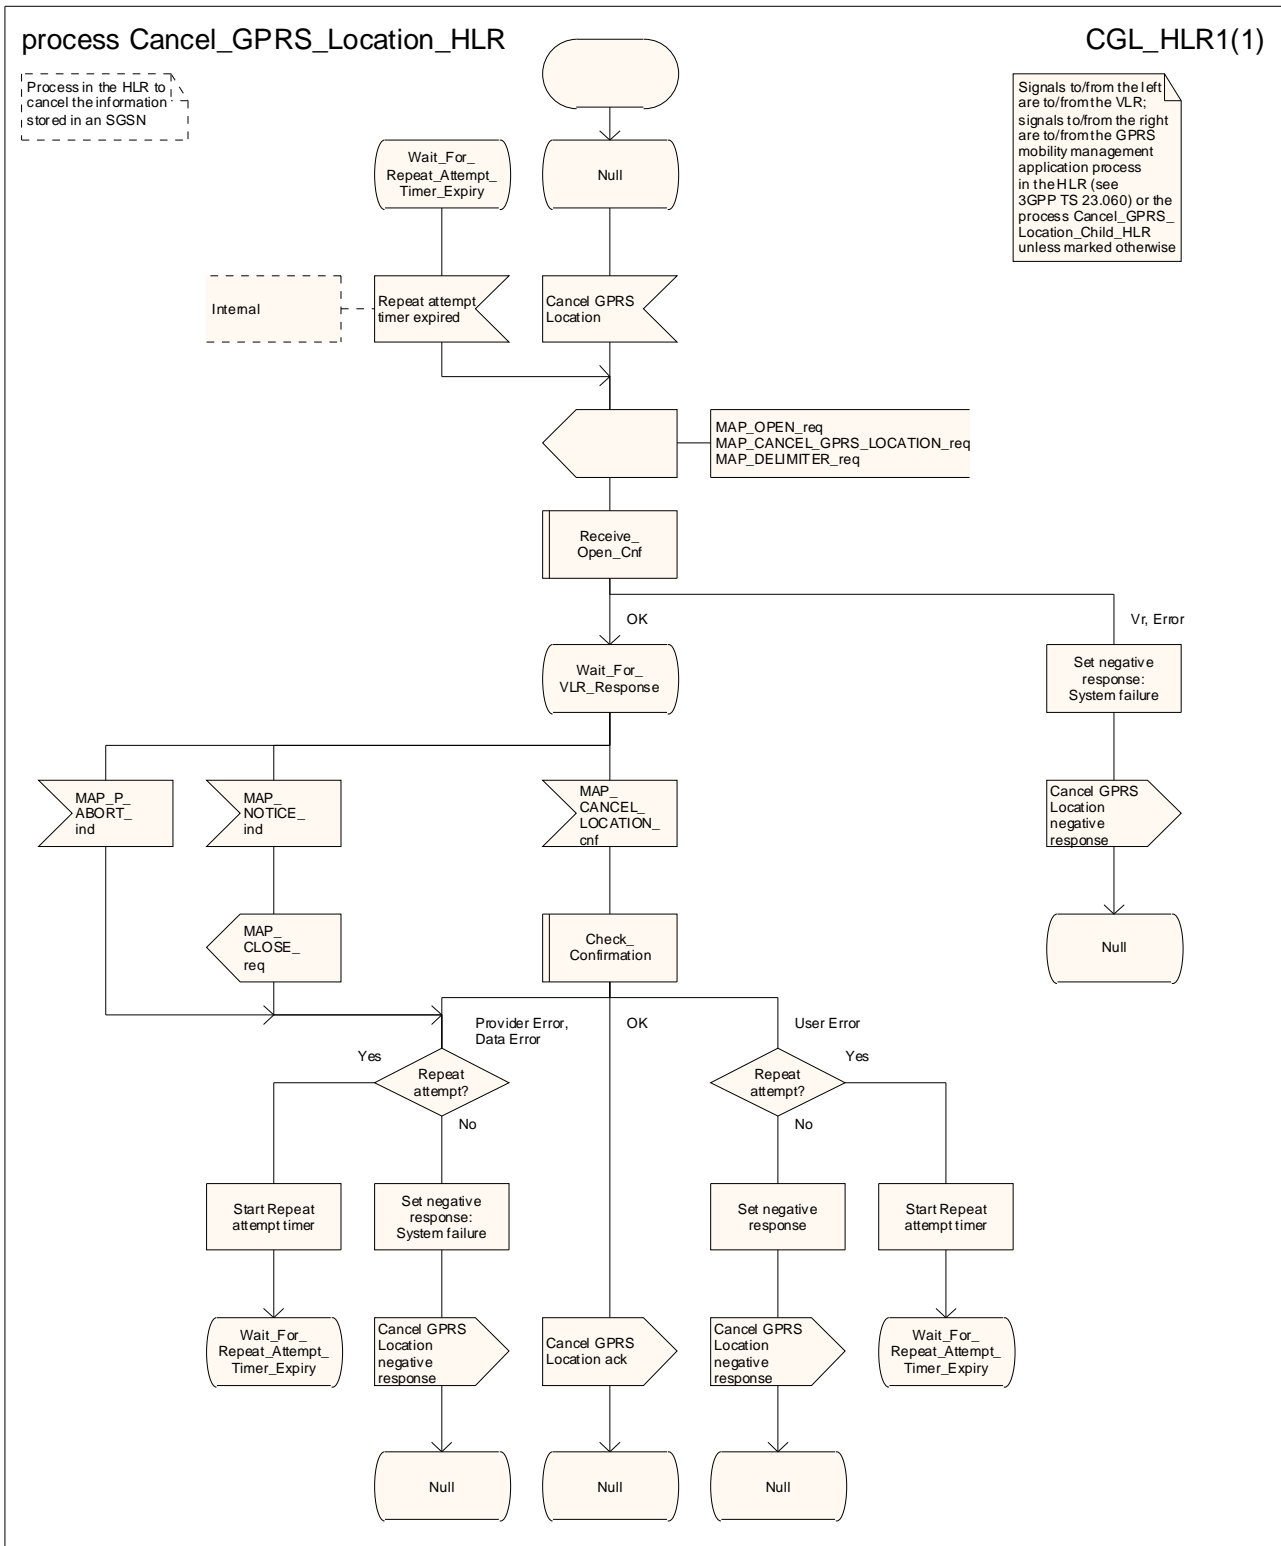 process Cancel_GPRS_Location_HLR
CGL_HLR1(1)
Process in the HLR to
cancel the information
stored in an SGSN
Signals to/from the left
are to/from the VLR;
signals to/from the right
are to/from the GPRS
mobility management
application process
in the HLR (see
3GPP TS 23.060) or the
process Cancel_GPRS_
Location_Child_HLR
unless marked otherwise
Wait_For_
Repeat_Attempt_
Timer_Expiry
Null
Internal
Repeat attempt
timer expired
Cancel GPRS
Location
MAP_OPEN_req
MAP_CANCEL_GPRS_LOCATION_req
MAP_DELIMITER_req
Receive_
Open_Cnf
OK
Vr, Error
Wait_For_
VLR_Response
Set negative
response:
System failure
MAP_P_
ABORT_
ind
MAP_
NOTICE_
ind
MAP_
CANCEL_
LOCATION_
cnf
Cancel GPRS
Location
negative
response
MAP_
CLOSE_
req
Check_
Confirmation
Null
Provider Error,
Data Error
OK
User Error
Yes
Repeat
attempt?
No
Repeat
attempt?
Yes
No
Start Repeat
attempt timer
Set negative
response:
System failure
Set negative
response
Start Repeat
attempt timer
Wait_For_
Repeat_Attempt_
Timer_Expiry
Cancel GPRS
Location
negative
response
Cancel GPRS
Location ack
Cancel GPRS
Location
negative
response
Wait_For_
Repeat_Attempt_
Timer_Expiry
Null
Null
Null